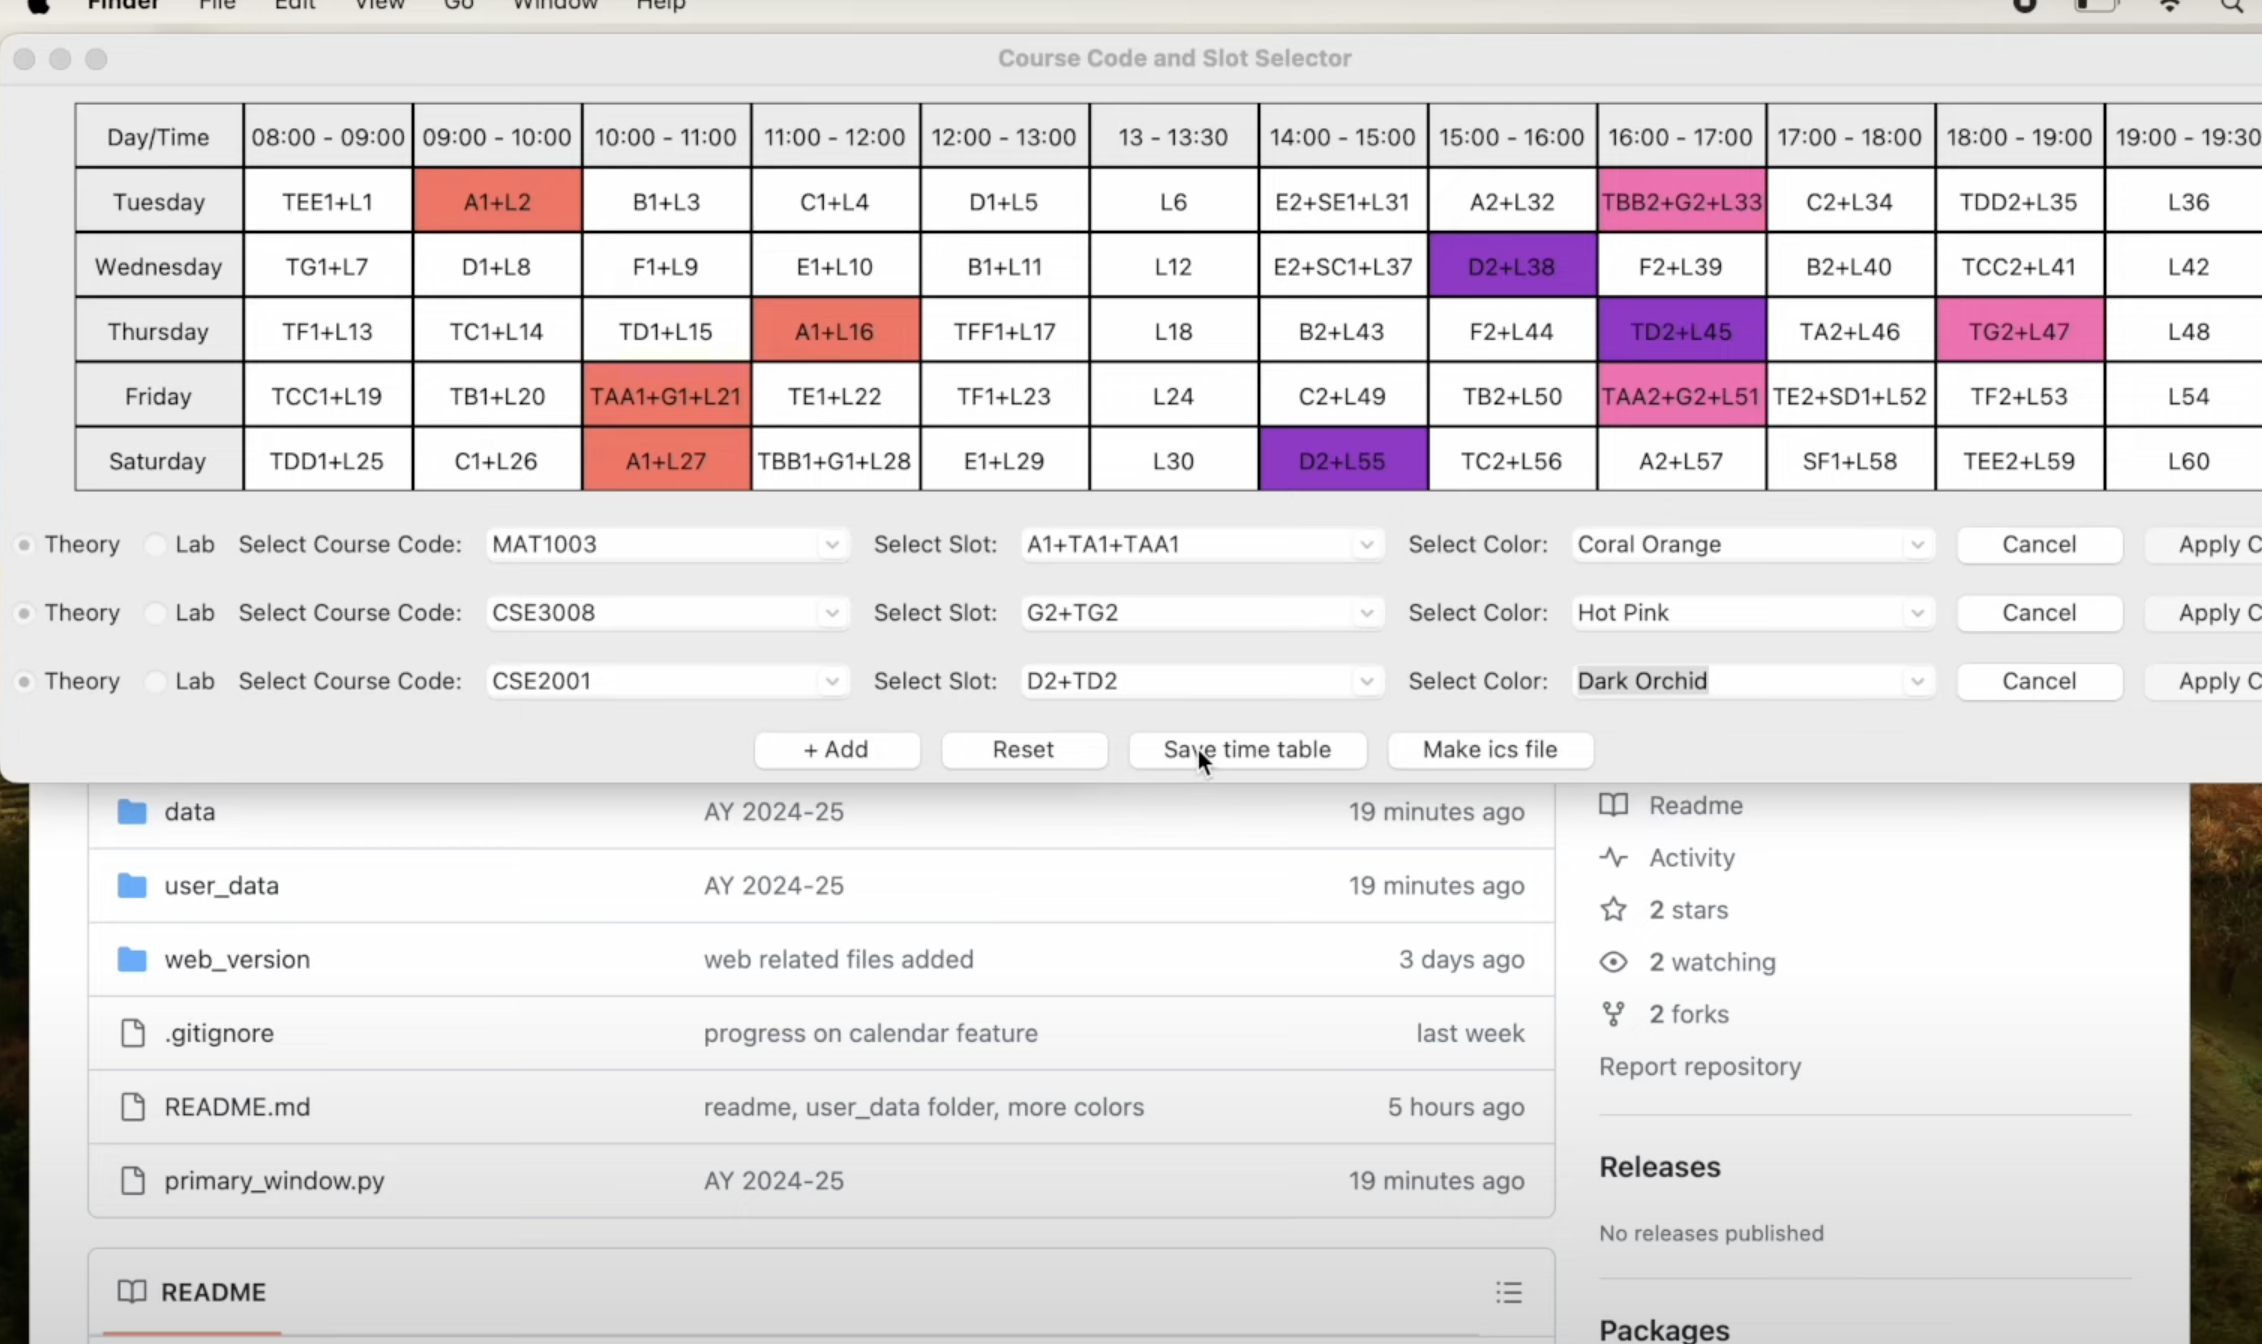 Finder File Edit View Go Window Help
Course Code and Slot Selector
Day/Time 08:00 - 09:00 09:00 - 10:00 10:00 - 11:00 11:00 - 12:00 12:00 - 13:00 13 - 13:30 14:00 - 15:00 15:00 - 16:00 16:00 - 17:00 17:00 - 18:00 18:00 - 19:00 19:00 - 19:30
Tuesday TEE1+L1 A1+L2 B1+L3 C1+L4 D1+L5 L6 E2+SE1+L31 A2+L32 TBB2+G2+L33 C2+L34 TDD2+L35 L36
Wednesday TG1+L7 D1+L8 F1+L9 E1+L10 B1+L11 L12 E2+SC1+L37 D2+L38 F2+L39 B2+L40 TCC2+L41 L42
Thursday TF1+L13 TC1+L14 TD1+L15 A1+L16 TFF1+L17 L18 B2+L43 F2+L44 TD2+L45 TA2+L46 TG2+L47 L48
Friday TCC1+L19 TB1+L20 TAA1+G1+L21 TE1+L22 TF1+L23 L24 C2+L49 TB2+L50 TAA2+G2+L51 TE2+SD1+L52 TF2+L53 L54
Saturday TDD1+L25 C1+L26 A1+L27 TBB1+G1+L28 E1+L29 L30 D2+L55 TC2+L56 A2+L57 SF1+L58 TEE2+L59 L60
Theory Lab Select Course Code: MAT1003 Select Slot: A1+TA1+TAA1 Select Color: Coral Orange Cancel Apply C
Theory Lab Select Course Code: CSE3008 Select Slot: G2+TG2 Select Color: Hot Pink Cancel Apply C
Theory Lab Select Course Code: CSE2001 Select Slot: D2+TD2 Select Color: Dark Orchid Cancel Apply C
+ Add Reset Save time table Make ics file
data AY 2024-25 19 minutes ago
Readme
Activity
user_data AY 2024-25 19 minutes ago
2 stars
web_version web related files added 3 days ago
2 watching
2 forks
.gitignore progress on calendar feature last week
Report repository
README.md readme, user_data folder, more colors 5 hours ago
Releases
primary_window.py AY 2024-25 19 minutes ago
No releases published
README
Packages